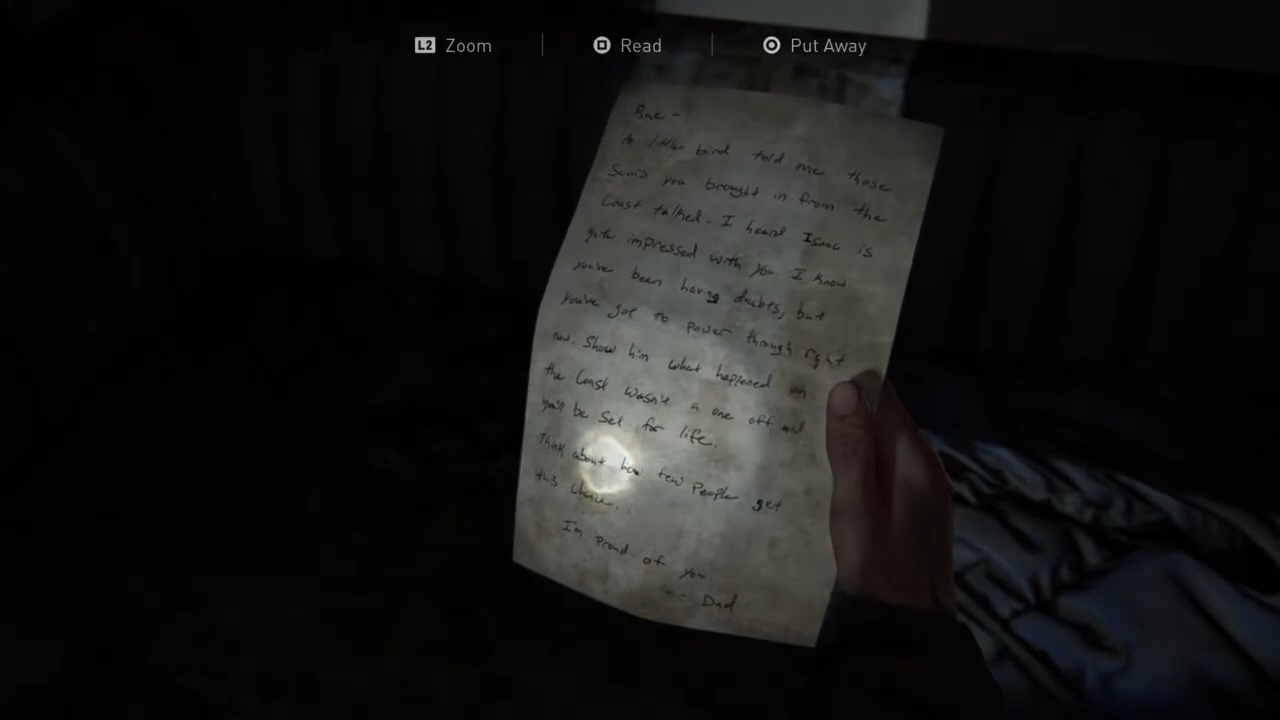 L2 Zoom | Read | Put Away
A little bird told me those
Scars you brought in from the
Coast talked. I heard Isaac is
quite impressed with you. I know
you've been having doubts, but
you've got to power through right
now. Show him what happened on
the Coast wasn't a one off and
you'll be set for life.
Think about how few people get
this chance.
I'm proud of you
-- Dad